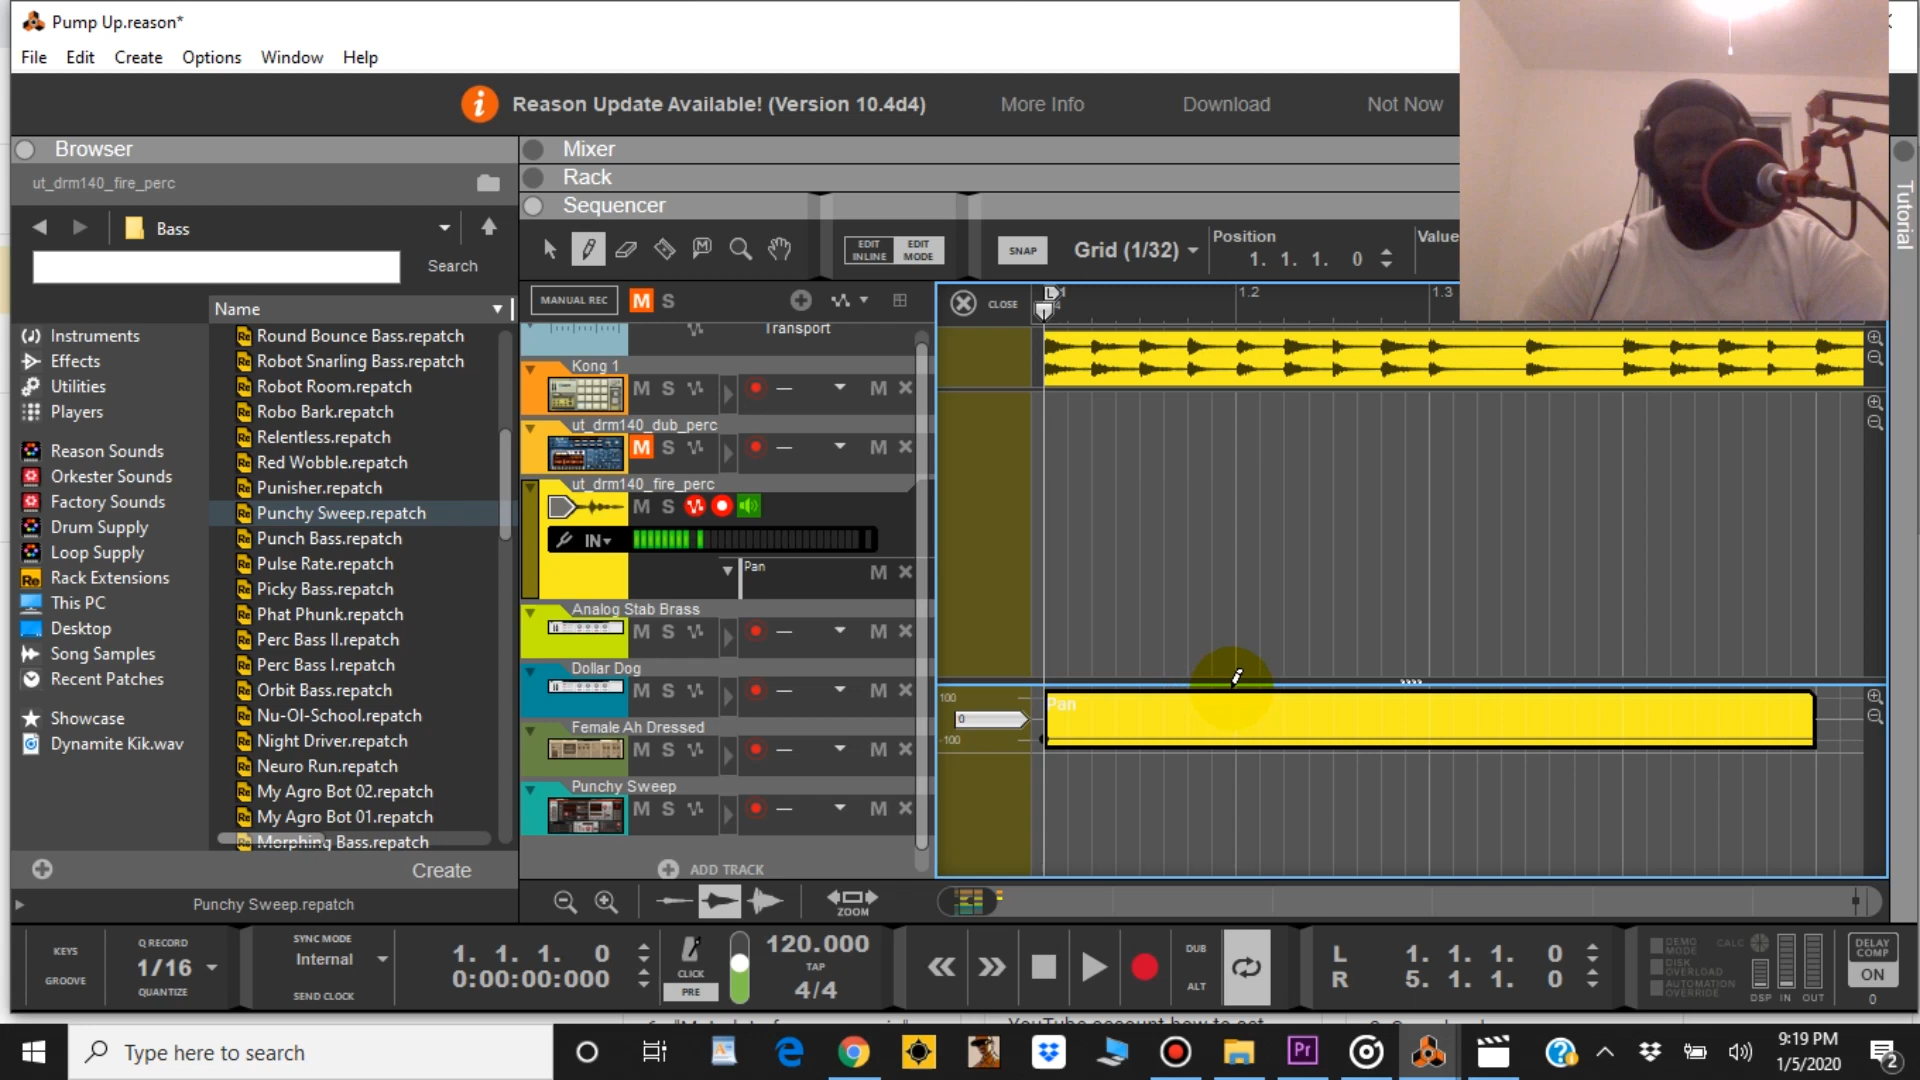 Pump Up.reason*
File Edit Create Options Window Help
Reason Update Available! (Version 10.4d4) More Info Download Not Now
Browser
ut_drm140_fire_perc
Bass
Search
Name
Instruments
Effects
Utilities
Players
Reason Sounds
Orkester Sounds
Factory Sounds
Drum Supply
Loop Supply
Rack Extensions
This PC
Desktop
Song Samples
Recent Patches
Showcase
Dynamite Kik.wav
Round Bounce Bass.repatch
Robot Snarling Bass.repatch
Robot Room.repatch
Robo Bark.repatch
Relentless.repatch
Red Wobble.repatch
Punisher.repatch
Punchy Sweep.repatch
Punch Bass.repatch
Pulse Rate.repatch
Picky Bass.repatch
Phat Phunk.repatch
Perc Bass II.repatch
Perc Bass I.repatch
Orbit Bass.repatch
Nu-Ol-School.repatch
Night Driver.repatch
Neuro Run.repatch
My Agro Bot 02.repatch
My Agro Bot 01.repatch
Morphing Bass.repatch
Create
Punchy Sweep.repatch
Mixer
Rack
Sequencer
EDIT INLINE EDIT MODE
SNAP
Grid (1/32)
Position
1. 1. 1. 0
Value
MANUAL REC M S
Transport
Kong 1
M S M
ut_drm140_dub_perc
M S M
ut_drm140_fire_perc
M S
IN
Pan M
Analog Stab Brass
M S M
Dollar Dog
M S M
Female Ah Dressed
M S M
Punchy Sweep
M S M
ADD TRACK
CLOSE
L 1.2 1.3
100
0
-100
Pan
ZOOM
KEYS
GROOVE
Q RECORD
1/16
QUANTIZE
SYNC MODE
Internal
SEND CLOCK
1. 1. 1. 0
0:00:00:000
CLICK
PRE
120.000
TAP
4/4
DUB
ALT
L 1. 1. 1. 0
R 5. 1. 1. 0
DEMO MODE
CALC
DISK OVERLOAD
AUTOMATION OVERRIDE
DSP IN OUT
DELAY COMP
ON
0
Tutorial
Type here to search
Pr
9:19 PM
1/5/2020
2